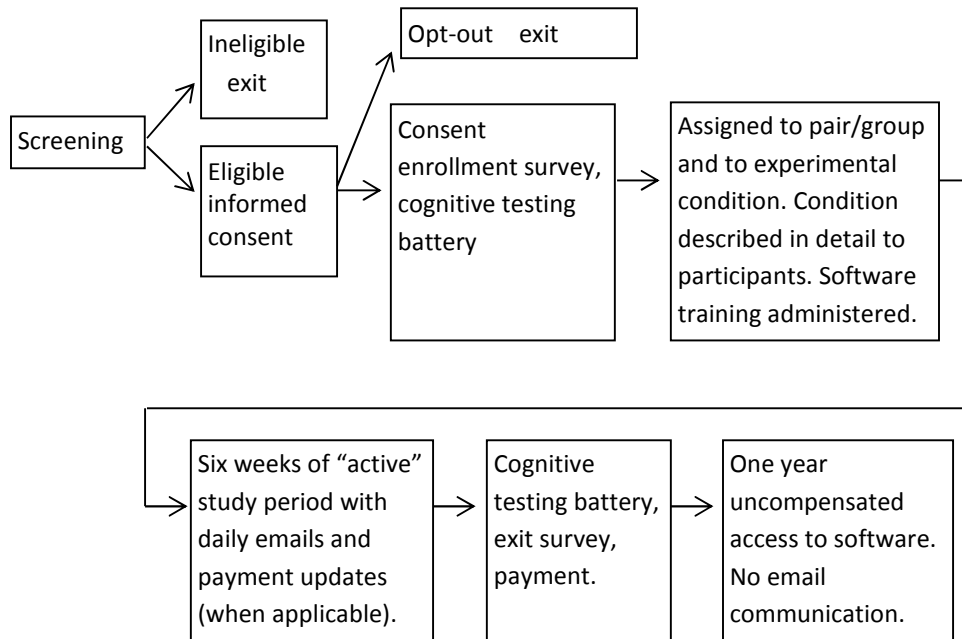 Screening
Ineligible
exit
Eligible
informed
consent
Opt-out exit
Consent
enrollment survey,
cognitive testing
battery
Assigned to pair/group
and to experimental
condition. Condition
described in detail to
participants. Software
training administered.
Six weeks of “active”
study period with
daily emails and
payment updates
(when applicable).
Cognitive
testing battery,
exit survey,
payment.
One year
uncompensated
access to software.
No email
communication.